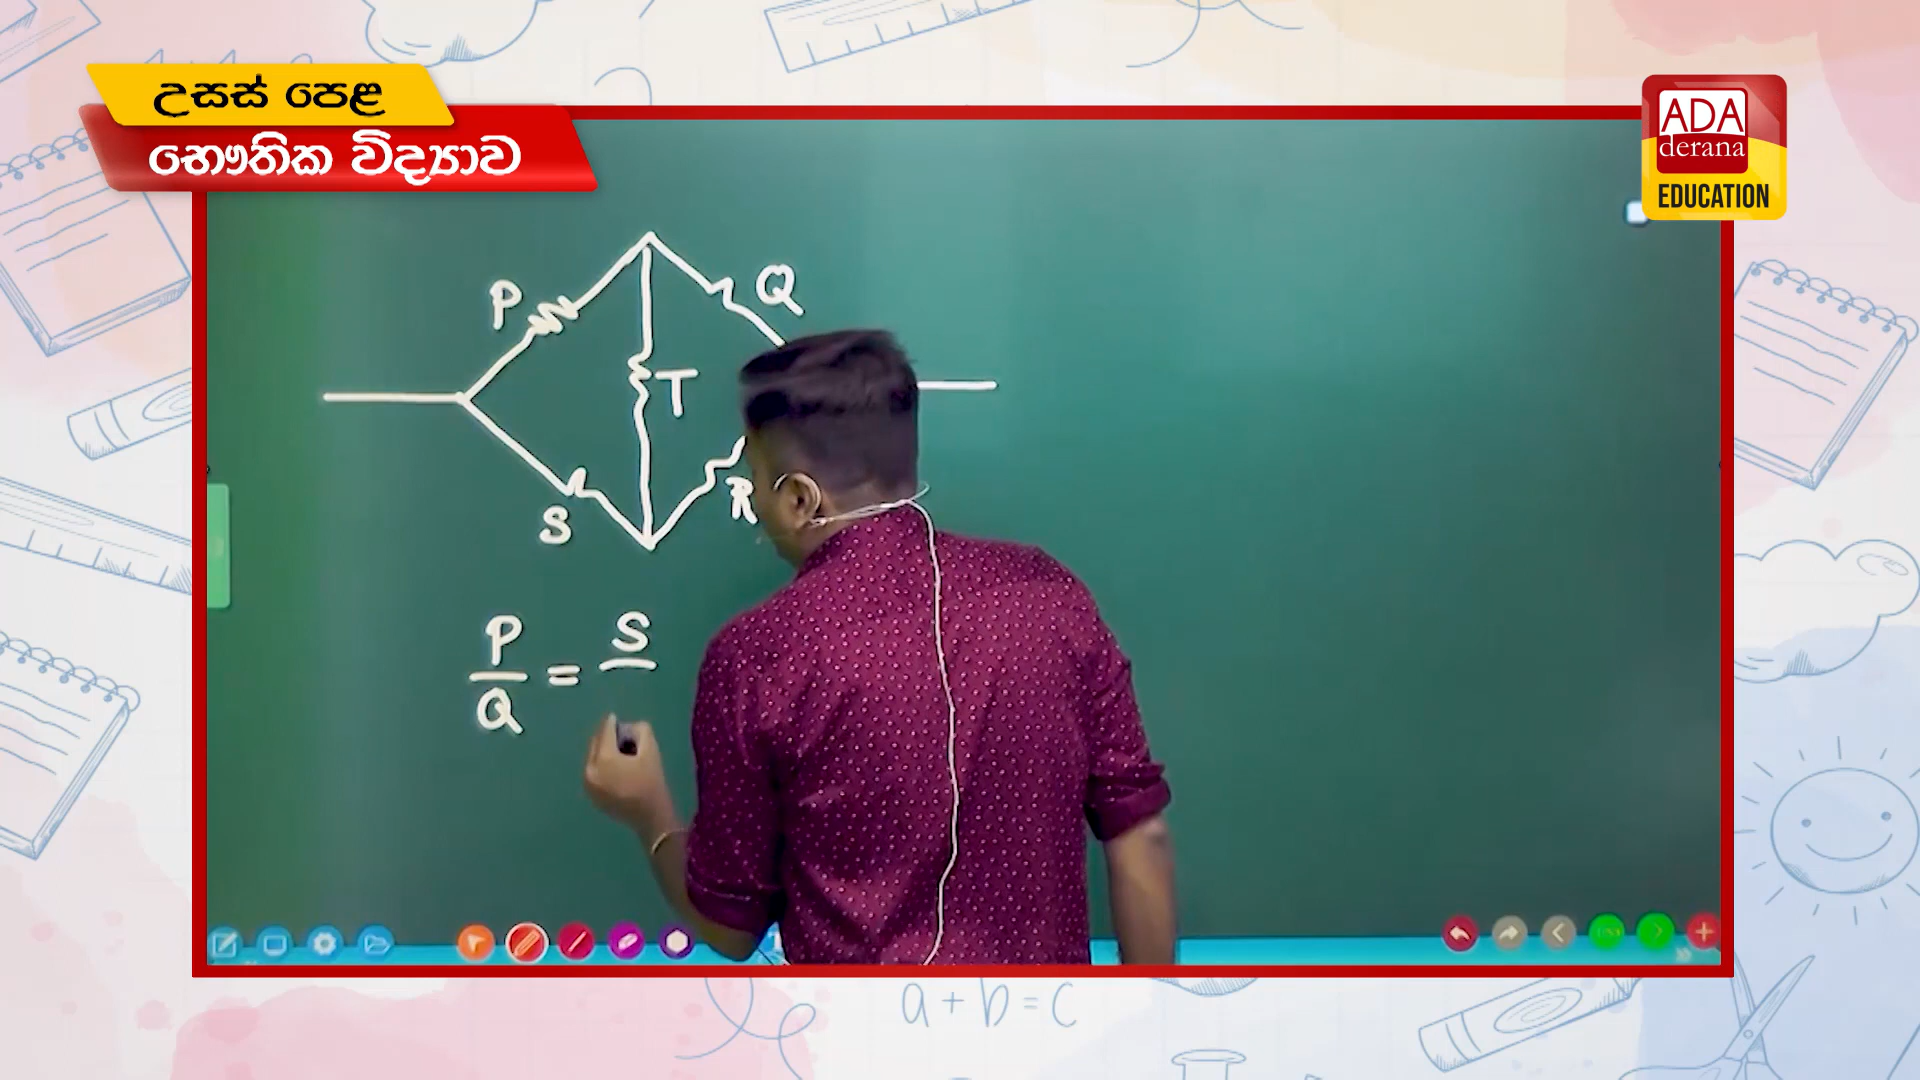 උසස් පෙළ
භෞතික විද්‍යාව
ADA
derana
EDUCATION
P
Q
T
S
R
P
S
=
Q
a + b = c